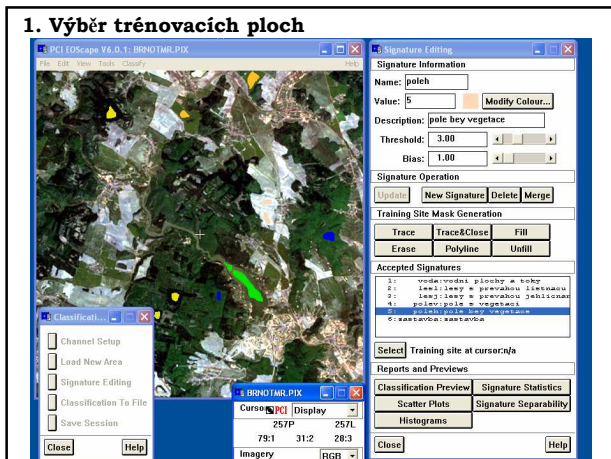 1. Výběr trénovacích ploch
PCI EOScape V6.0.1: BRNOTMR.PIX
File Edit View Tools Classify Help
Classificati...
Channel Setup
Load New Area
Signature Editing
Classification To File
Save Session
Close Help
BRNOTMR.PIX
Cursor PCI Display
257P 257L
79:1 31:2 28:3
Imagery RGB
Signature Editing
Signature Information
Name: poleh
Value: 5 Modify Colour...
Description: pole bey vegetace
Threshold: 3.00
Bias: 1.00
Signature Operation
Update New Signature Delete Merge
Training Site Mask Generation
Trace Trace&Close Fill
Erase Polyline Unfill
Accepted Signatures
1: voda:vodni plochy a toky
2: lesl:lesy s prevahou listnacu
3: lesj:lesy s prevahou jehlicnan
4: polev:pole s vegetaci
5: poleh:pole bey vegetace
6:zastavba:zastavba
Select Training site at cursor:n/a
Reports and Previews
Classification Preview Signature Statistics
Scatter Plots Signature Separability
Histograms
Close Help